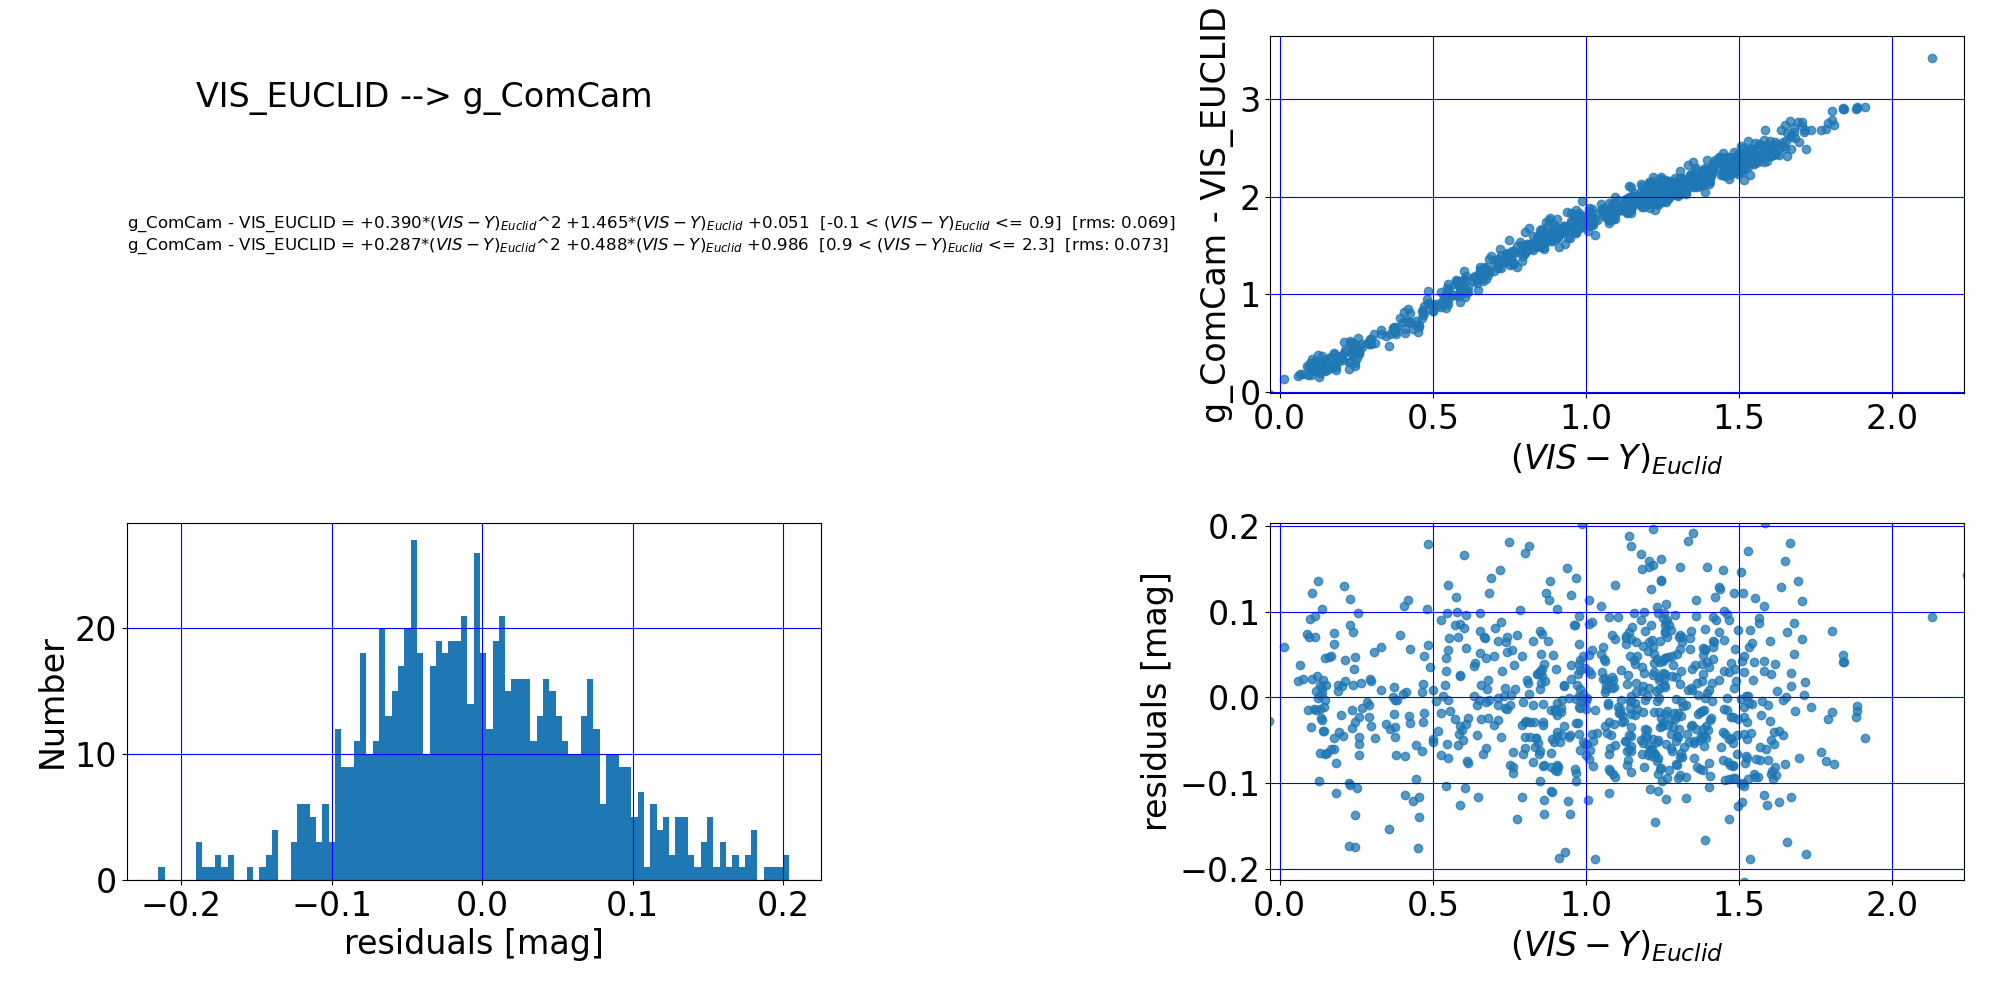 VIS_EUCLID --> g_ComCam
g_ComCam - VIS_EUCLID = +0.390*(VIS−Y)Euclid^2 +1.465*(VIS−Y)Euclid +0.051  [-0.1 < (VIS−Y)Euclid <= 0.9]  [rms: 0.069]
g_ComCam - VIS_EUCLID = +0.287*(VIS−Y)Euclid^2 +0.488*(VIS−Y)Euclid +0.986  [0.9 < (VIS−Y)Euclid <= 2.3]  [rms: 0.073]
g_ComCam - VIS_EUCLID
3
2
1
0
0.0 0.5 1.0 1.5 2.0
(VIS − Y)Euclid
Number
20
10
0
−0.2 −0.1 0.0 0.1 0.2
residuals [mag]
residuals [mag]
0.2
0.1
0.0
−0.1
−0.2
0.0 0.5 1.0 1.5 2.0
(VIS − Y)Euclid